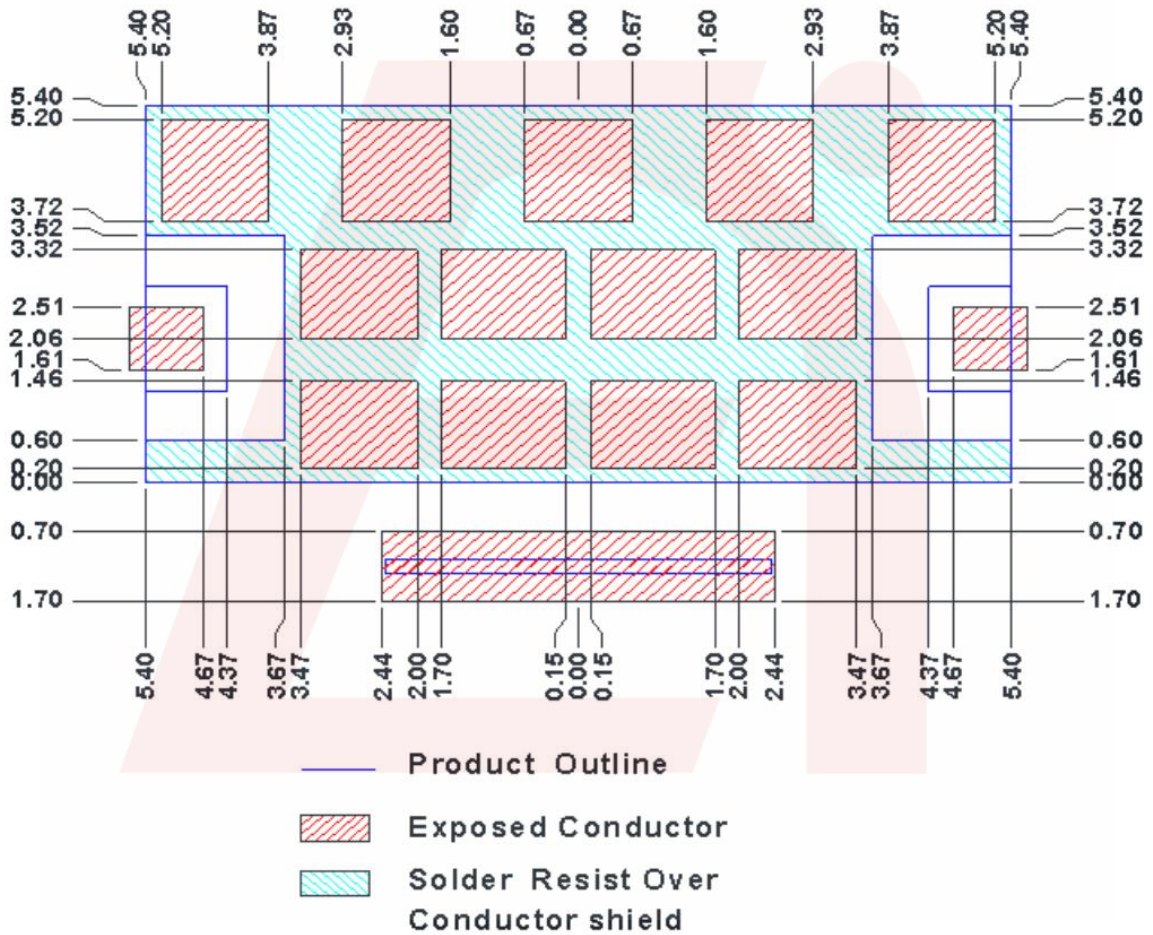 5.40 5.20 3.87 2.93 1.60 0.67 0.00 0.67 1.60 2.93 3.87 5.20 5.40
5.40 5.40
5.20 5.20
3.72 3.72
3.52 3.52
3.32 3.32
2.51 2.51
2.06 2.06
1.61 1.61
1.46 1.46
0.60 0.60
0.20 0.20
0.00 0.00
0.70 0.70
1.70 1.70
5.40 4.67 4.37 3.67 3.47 2.44 2.00 1.70 0.15 0.00 0.15 1.70 2.00 2.44 3.47 3.67 4.37 4.67 5.40
Product Outline
Exposed Conductor
Solder Resist Over
Conductor shield